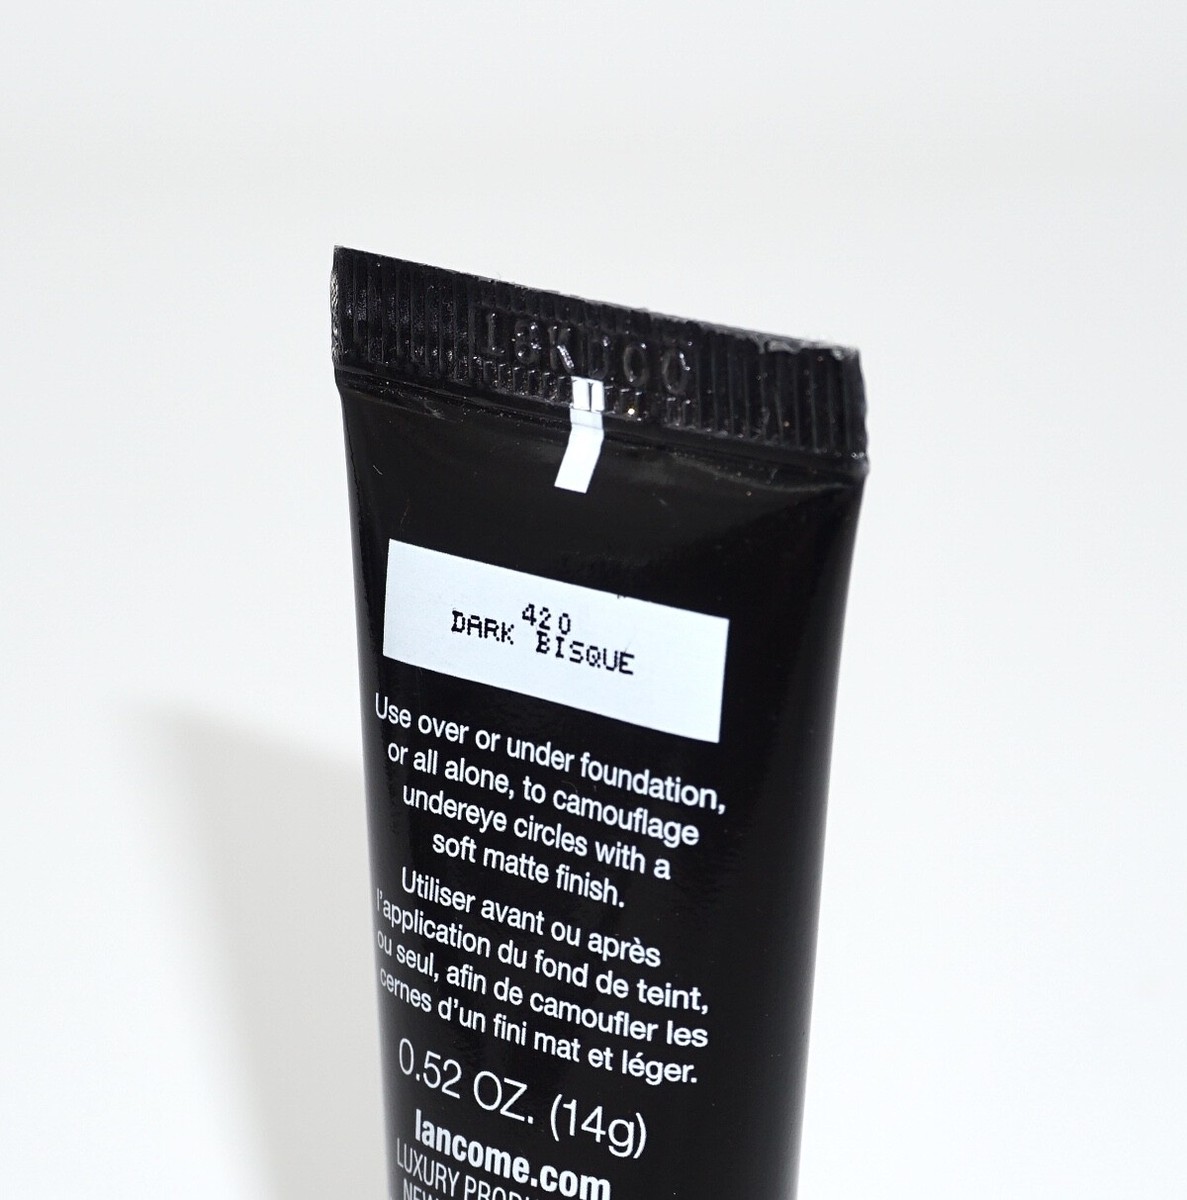 420
DARK BISQUE
Use over or under foundation,
or all alone, to camouflage
undereye circles with a
soft matte finish.
Utiliser avant ou après
l'application du fond de teint,
ou seul, afin de camoufler les
cernes d'un fini mat et léger.
0.52 OZ. (14g)
lancome.com
LUXURY